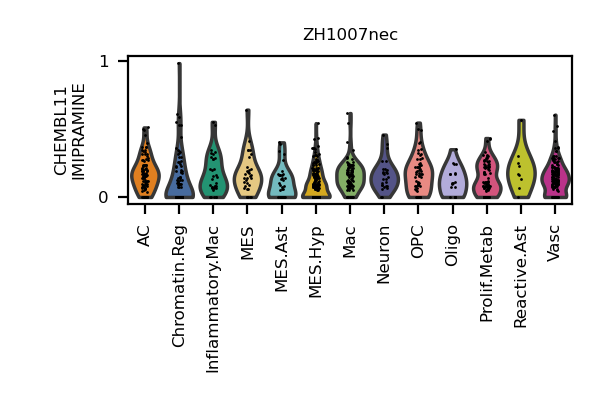 ZH1007nec
CHEMBL11
IMIPRAMINE
1
0
AC
Chromatin.Reg
Inflammatory.Mac
MES
MES.Ast
MES.Hyp
Mac
Neuron
OPC
Oligo
Prolif.Metab
Reactive.Ast
Vasc